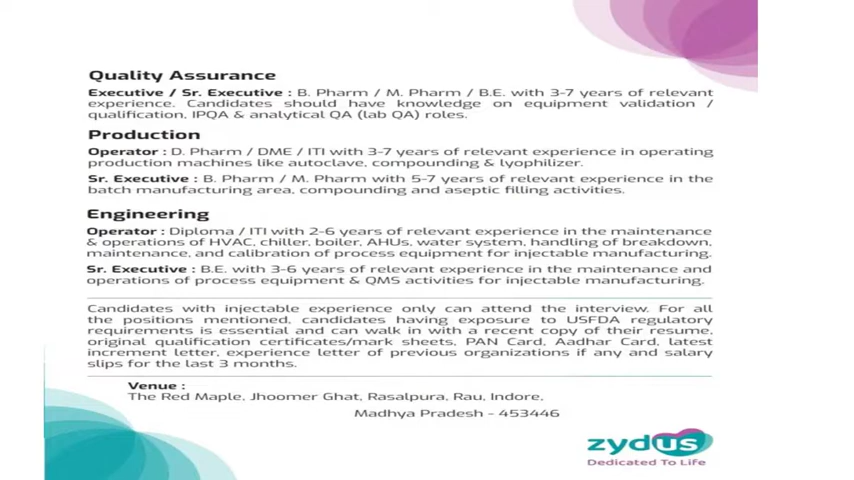 Quality Assurance
Executive / Sr. Executive : B. Pharm / M. Pharm / B.E. with 3-7 years of relevant
experience. Candidates should have knowledge on equipment validation /
qualification, IPQA & analytical QA (lab QA) roles.
Production
Operator : D. Pharm / DME / ITI with 3-7 years of relevant experience in operating
production machines like autoclave, compounding & lyophilizer.
Sr. Executive : B. Pharm / M. Pharm with 5-7 years of relevant experience in the
batch manufacturing area, compounding and aseptic filling activities.
Engineering
Operator : Diploma / ITI with 2-6 years of relevant experience in the maintenance
& operations of HVAC, chiller, boiler, AHUs, water system, handling of breakdown,
maintenance, and calibration of process equipment for injectable manufacturing.
Sr. Executive : B.E. with 3-6 years of relevant experience in the maintenance and
operations of process equipment & QMS activities for injectable manufacturing.
Candidates with injectable experience only can attend the interview. For all
the positions mentioned, candidates having exposure to USFDA regulatory
requirements is essential and can walk in with a recent copy of their resume,
original qualification certificates/mark sheets, PAN Card, Aadhar Card, latest
increment letter, experience letter of previous organizations if any and salary
slips for the last 3 months.
Venue :
The Red Maple, Jhoomer Ghat, Rasalpura, Rau, Indore,
Madhya Pradesh - 453446
zydus
Dedicated To Life